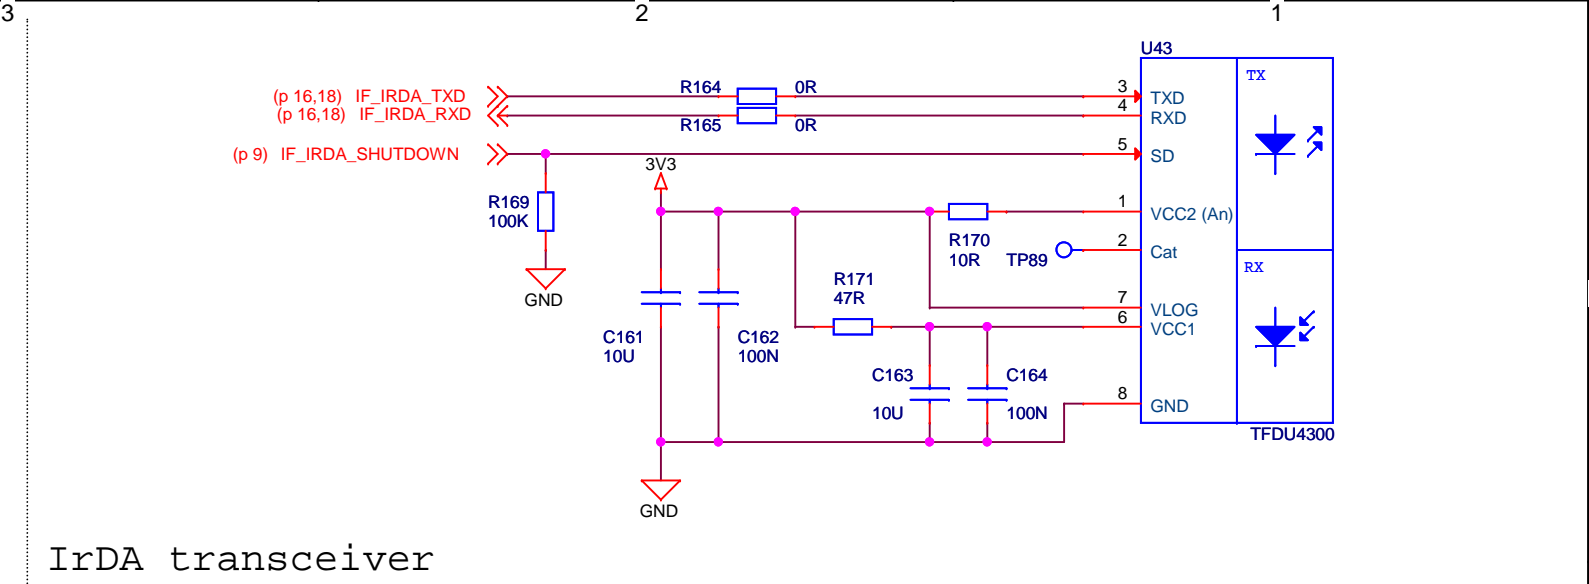 3 2 1
U43
TX
(p 16,18) IF_IRDA_TXD R164 0R 3 TXD
(p 16,18) IF_IRDA_RXD R165 0R 4 RXD
(p 9) IF_IRDA_SHUTDOWN 5 SD
3V3
R169
100K
1 VCC2 (An)
R170
10R
2 Cat
TP89
RX
GND
R171
47R
7 VLOG
6 VCC1
C161
10U
C162
100N
C163
10U
C164
100N
8 GND
TFDU4300
GND
IrDA transceiver